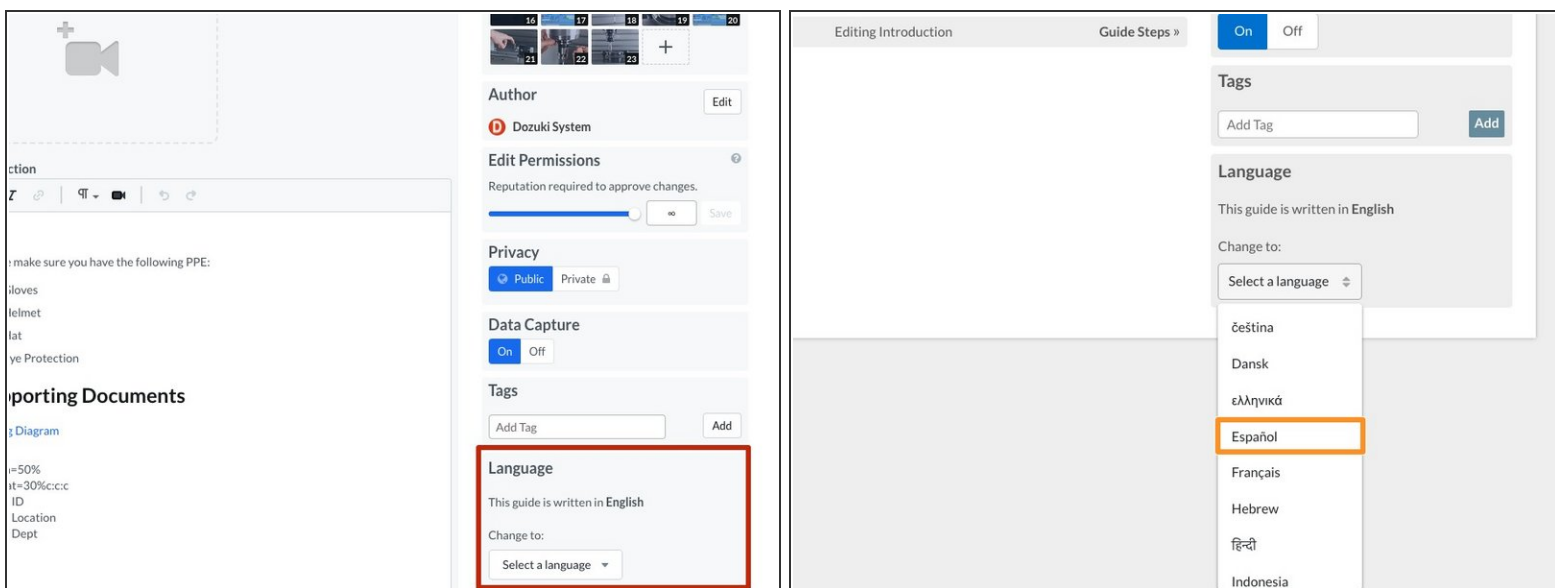 16 17 18 19 20
21 22 23 +
Author
Edit
Dozuki System
ction
Edit Permissions
Reputation required to approve changes.
∞ Save
make sure you have the following PPE:
Privacy
Public Private
loves
lelmet
lat
ye Protection
Data Capture
On Off
porting Documents
Tags
Add Tag Add
Diagram
=50%
at=30%c:c:c
ID
Location
Dept
Language
This guide is written in English
Change to:
Select a language
Editing Introduction Guide Steps »
On Off
Tags
Add Tag Add
Language
This guide is written in English
Change to:
Select a language
čeština
Dansk
ελληνικά
Español
Français
Hebrew
हिन्दी
Indonesia